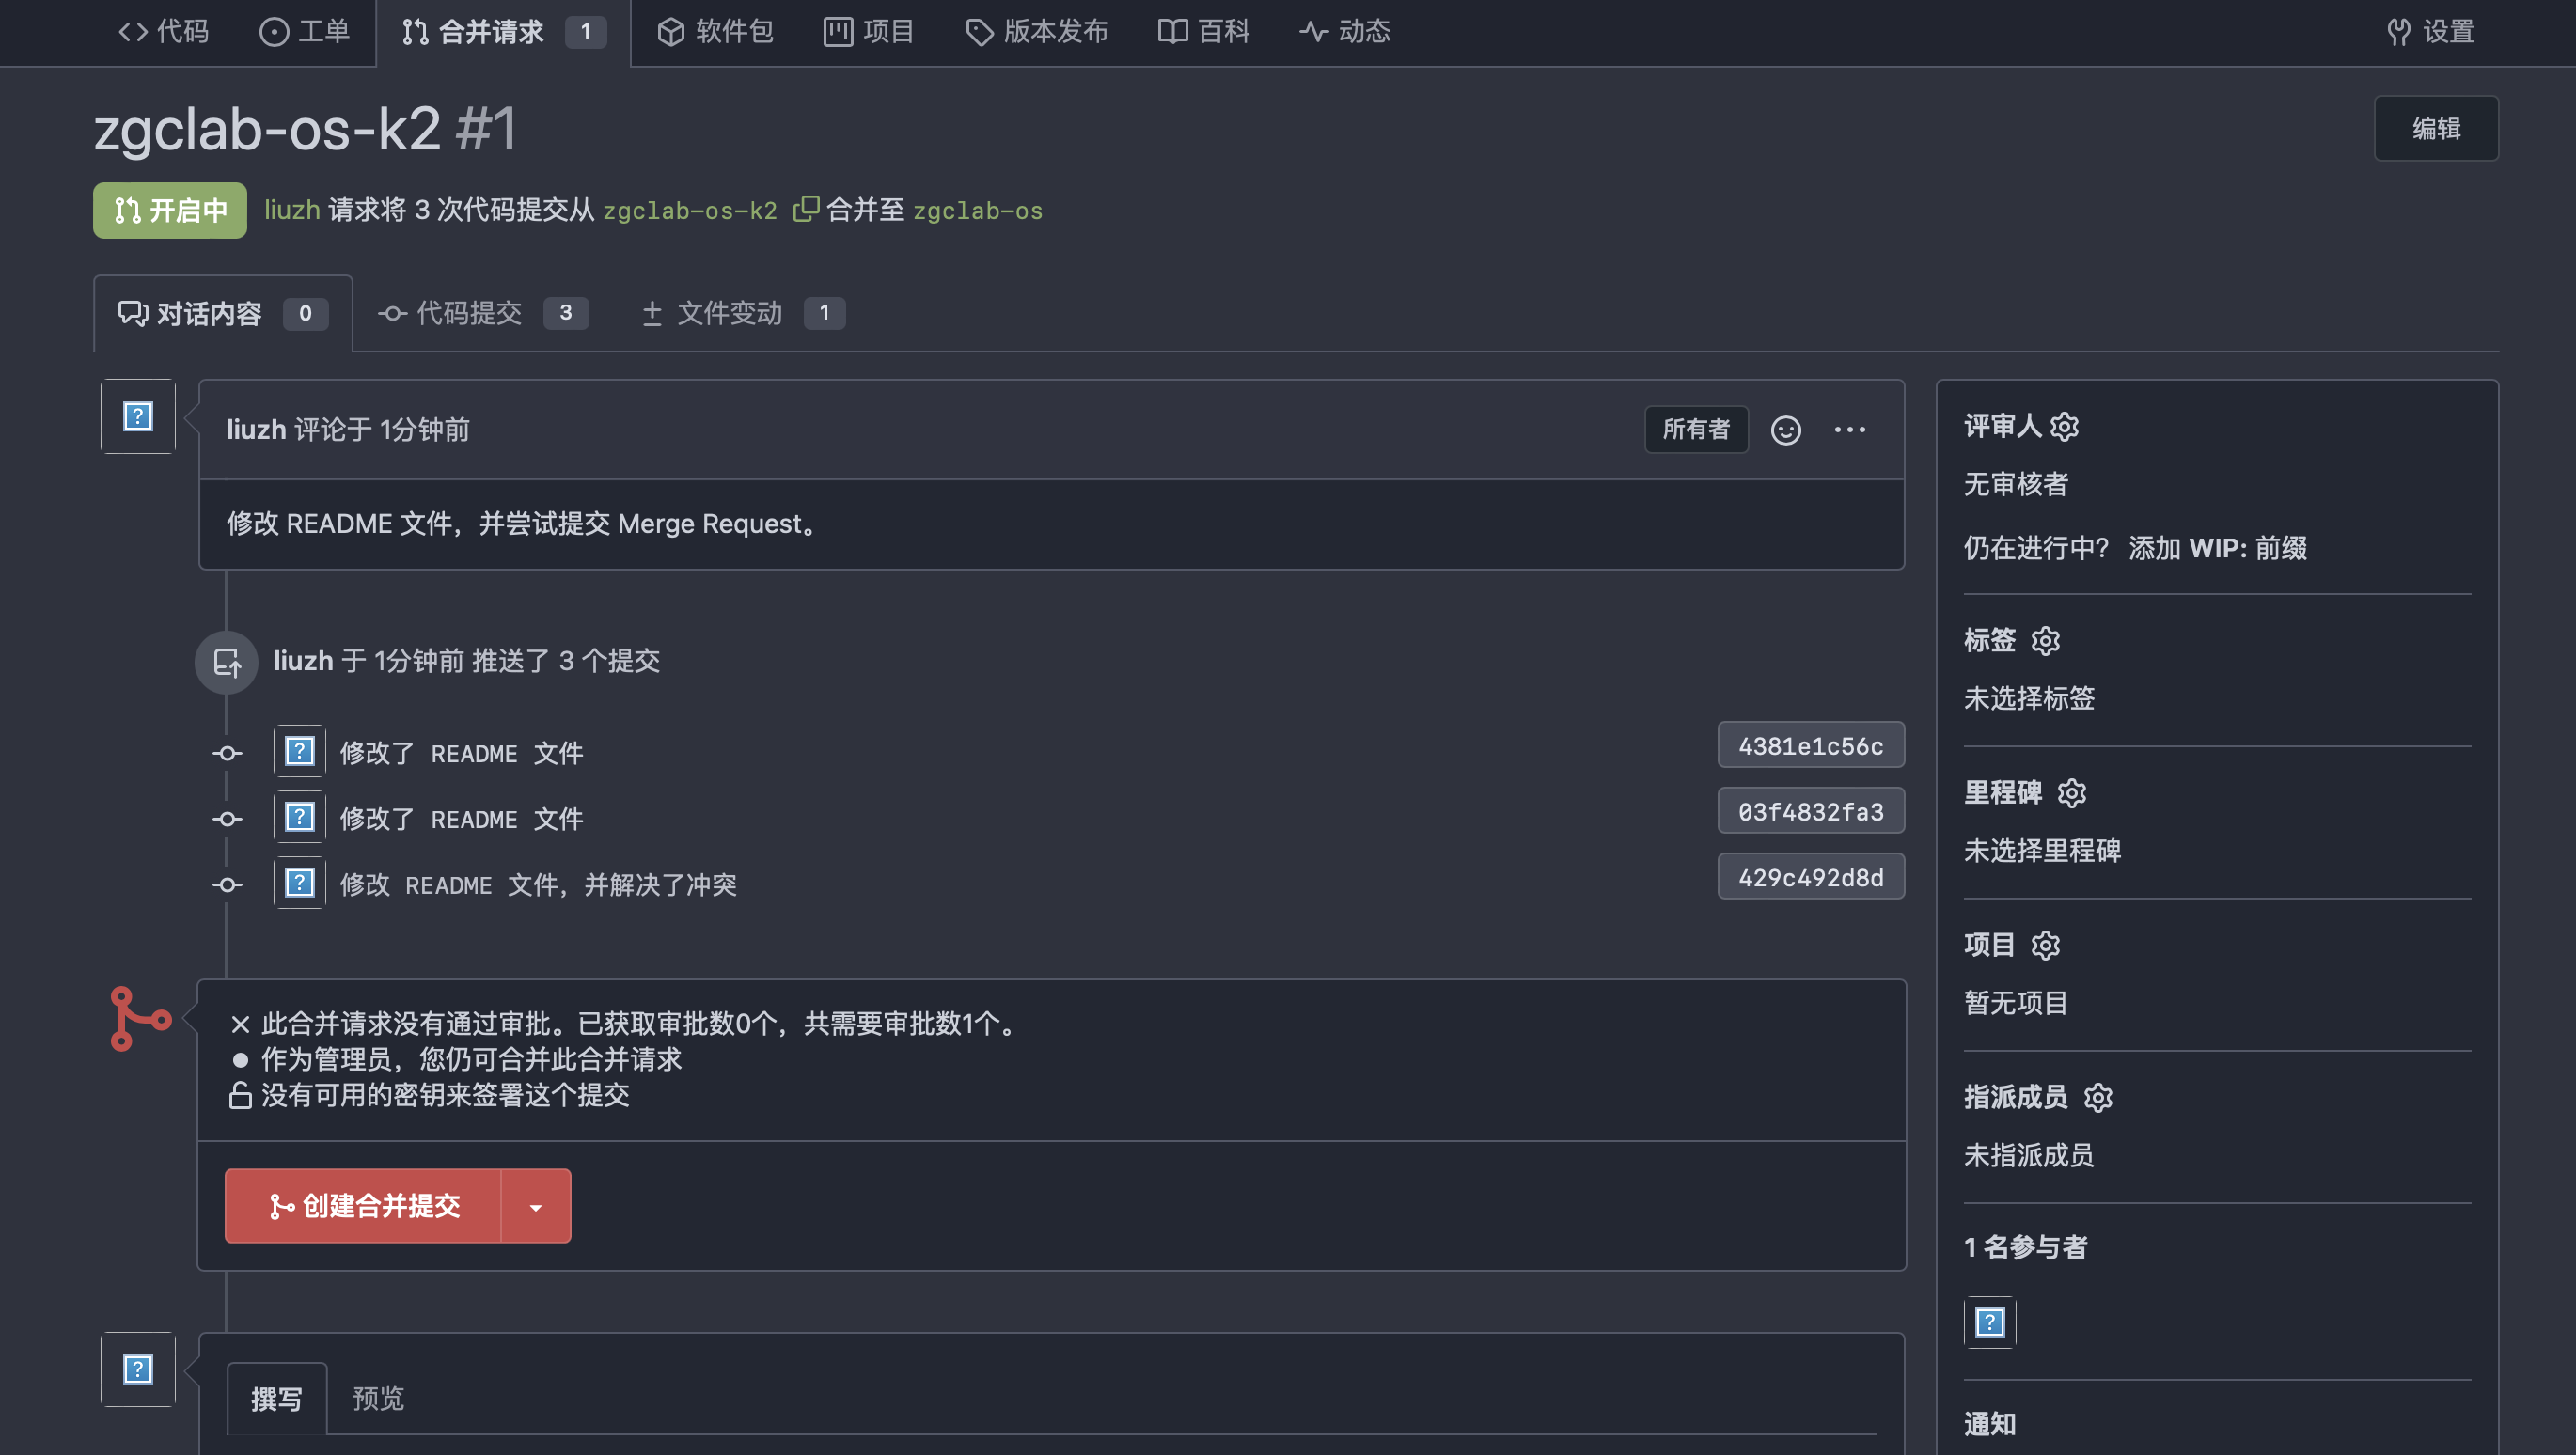 代码 工单 合并请求 1 软件包 项目 版本发布 百科 动态 设置
zgclab-os-k2 #1
编辑
开启中 liuzh 请求将 3 次代码提交从 zgclab-os-k2 合并至 zgclab-os
对话内容 0 代码提交 3 文件变动 1
liuzh 评论于 1分钟前 所有者
修改 README 文件，并尝试提交 Merge Request。
liuzh 于 1分钟前 推送了 3 个提交
修改了 README 文件 4381e1c56c
修改了 README 文件 03f4832fa3
修改 README 文件，并解决了冲突 429c492d8d
此合并请求没有通过审批。已获取审批数0个，共需要审批数1个。
作为管理员，您仍可合并此合并请求
没有可用的密钥来签署这个提交
创建合并提交
撰写 预览
评审人
无审核者
仍在进行中？ 添加 WIP: 前缀
标签
未选择标签
里程碑
未选择里程碑
项目
暂无项目
指派成员
未指派成员
1 名参与者
通知